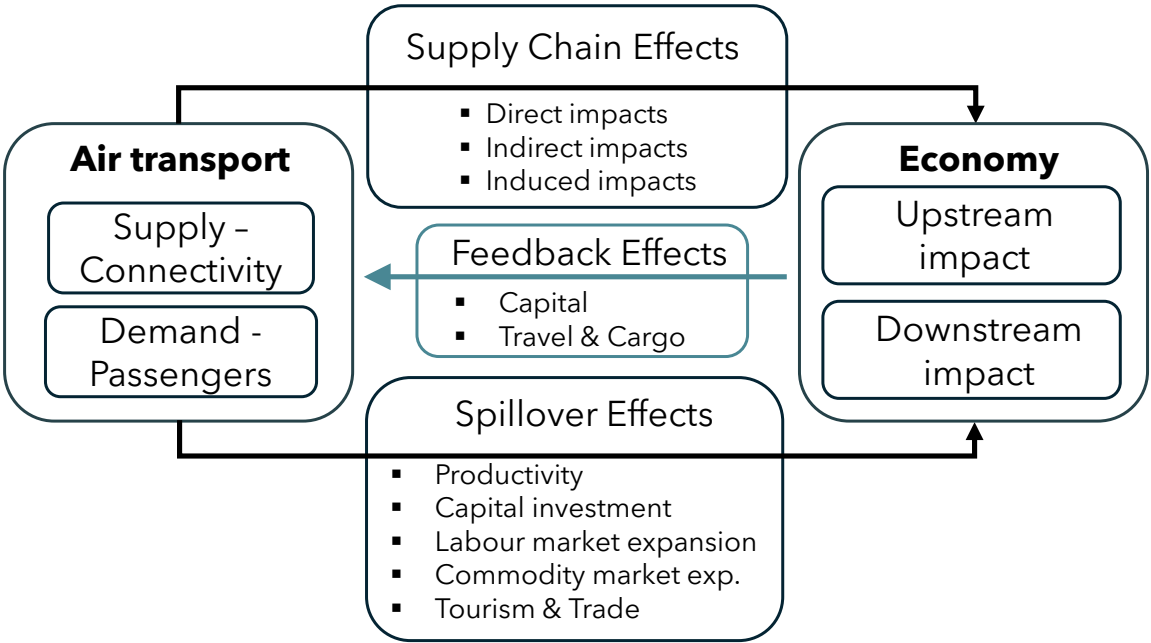 Supply Chain Effects
▪ Direct impacts
▪ Indirect impacts
▪ Induced impacts
Air transport
Supply –
Connectivity
Demand -
Passengers
Feedback Effects
▪ Capital
▪ Travel & Cargo
Economy
Upstream
impact
Downstream
impact
Spillover Effects
▪ Productivity
▪ Capital investment
▪ Labour market expansion
▪ Commodity market exp.
▪ Tourism & Trade